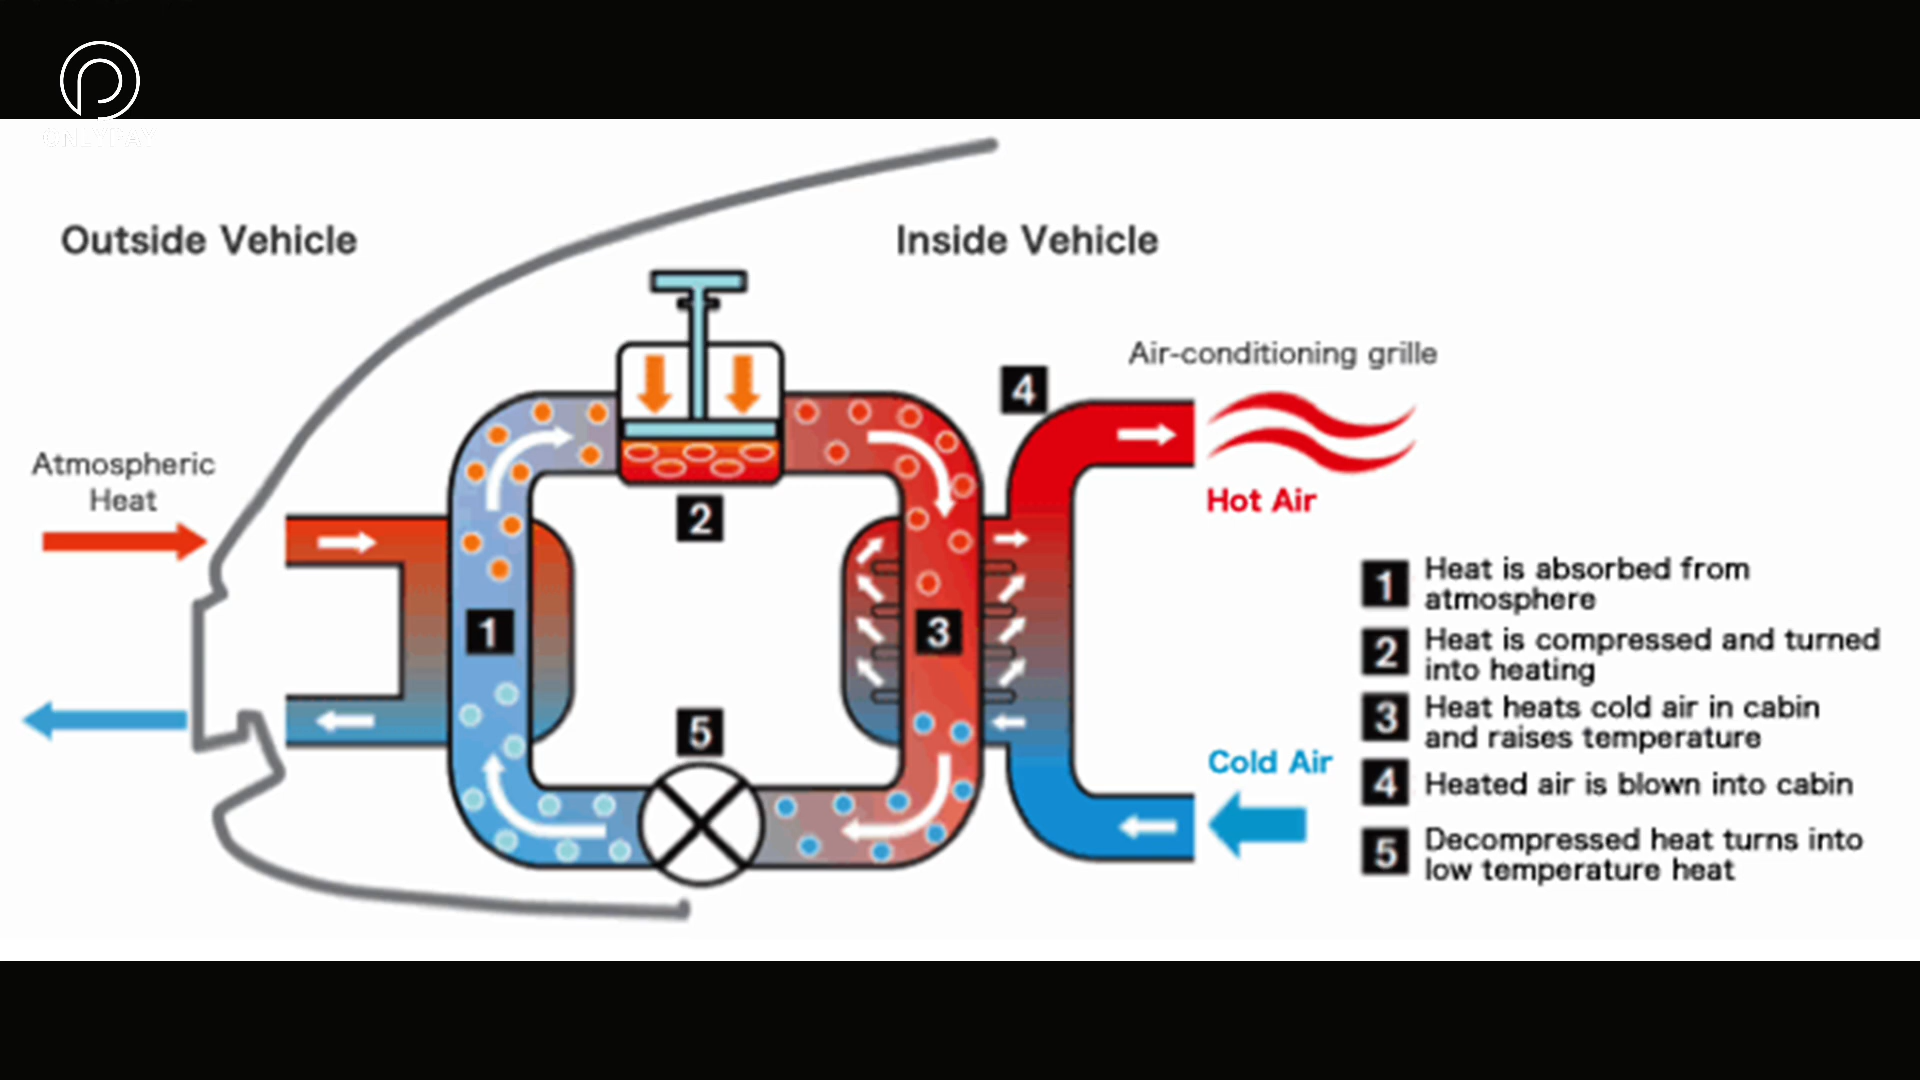 ONLYPAY
Outside Vehicle
Inside Vehicle
Air-conditioning grille
4
Atmospheric
Heat
Hot Air
2
1
3
5
Cold Air
1 Heat is absorbed from
atmosphere
2 Heat is compressed and turned
into heating
3 Heat heats cold air in cabin
and raises temperature
4 Heated air is blown into cabin
5 Decompressed heat turns into
low temperature heat